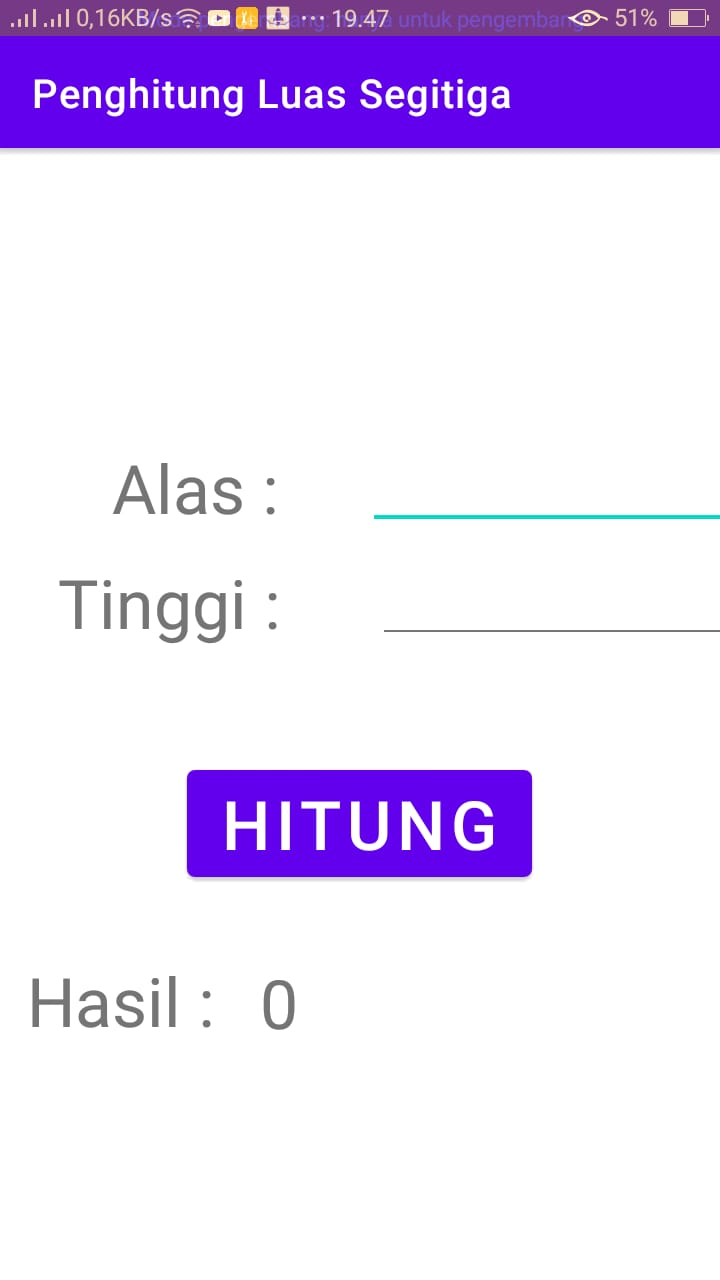 0,16KB/s ··· 19.47 51%
Penghitung Luas Segitiga
Alas :
Tinggi :
HITUNG
Hasil : 0